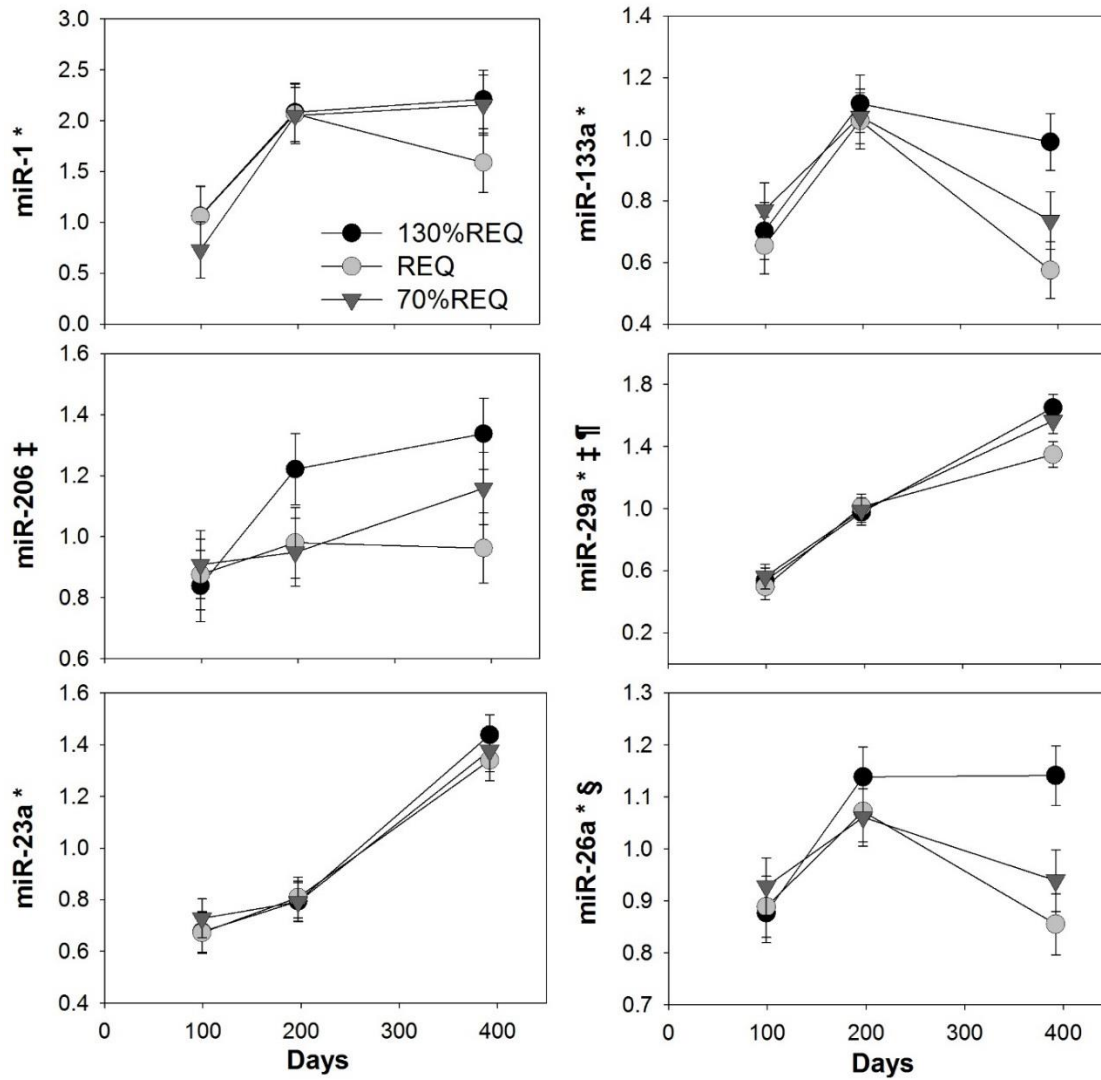 miR-1 *
3.0
2.5
2.0
1.5
1.0
0.5
0.0
130%REQ
REQ
70%REQ
miR-133a *
1.4
1.2
1.0
0.8
0.6
0.4
miR-206 ‡
1.6
1.4
1.2
1.0
0.8
0.6
miR-29a * ‡ ¶
1.8
1.4
1.0
0.6
0.2
miR-23a *
1.6
1.4
1.2
1.0
0.8
0.6
0.4
0 100 200 300 400
Days
miR-26a * §
1.3
1.2
1.1
1.0
0.9
0.8
0.7
0 100 200 300 400
Days